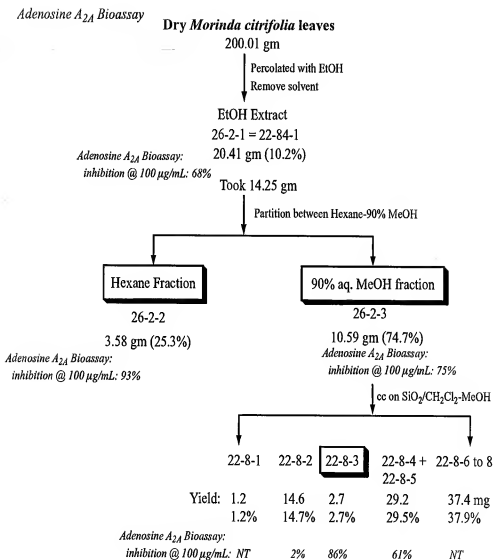 Adenosine A2A Bioassay
Dry Morinda citrifolia leaves
200.01 gm
Percolated with EtOH
Remove solvent
EtOH Extract
26-2-1 = 22-84-1
20.41 gm (10.2%)
Adenosine A2A Bioassay:
inhibition @ 100 µg/mL: 68%
Took 14.25 gm
Partition between Hexane-90% MeOH
Hexane Fraction
26-2-2
3.58 gm (25.3%)
Adenosine A2A Bioassay:
inhibition @ 100 µg/mL: 93%
90% aq. MeOH fraction
26-2-3
10.59 gm (74.7%)
Adenosine A2A Bioassay:
inhibition @ 100 µg/mL: 75%
cc on SiO2/CH2Cl2-MeOH
22-8-1 22-8-2 22-8-3 22-8-4 + 22-8-6 to 8
22-8-5
Yield: 1.2 14.6 2.7 29.2 37.4 mg
1.2% 14.7% 2.7% 29.5% 37.9%
Adenosine A2A Bioassay:
inhibition @ 100 µg/mL: NT 2% 86% 61% NT